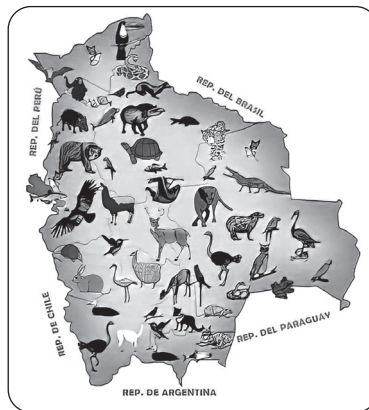 REP. DEL PERÚ
REP. DEL BRASIL
REP. DE CHILE
REP. DEL PARAGUAY
REP. DE ARGENTINA